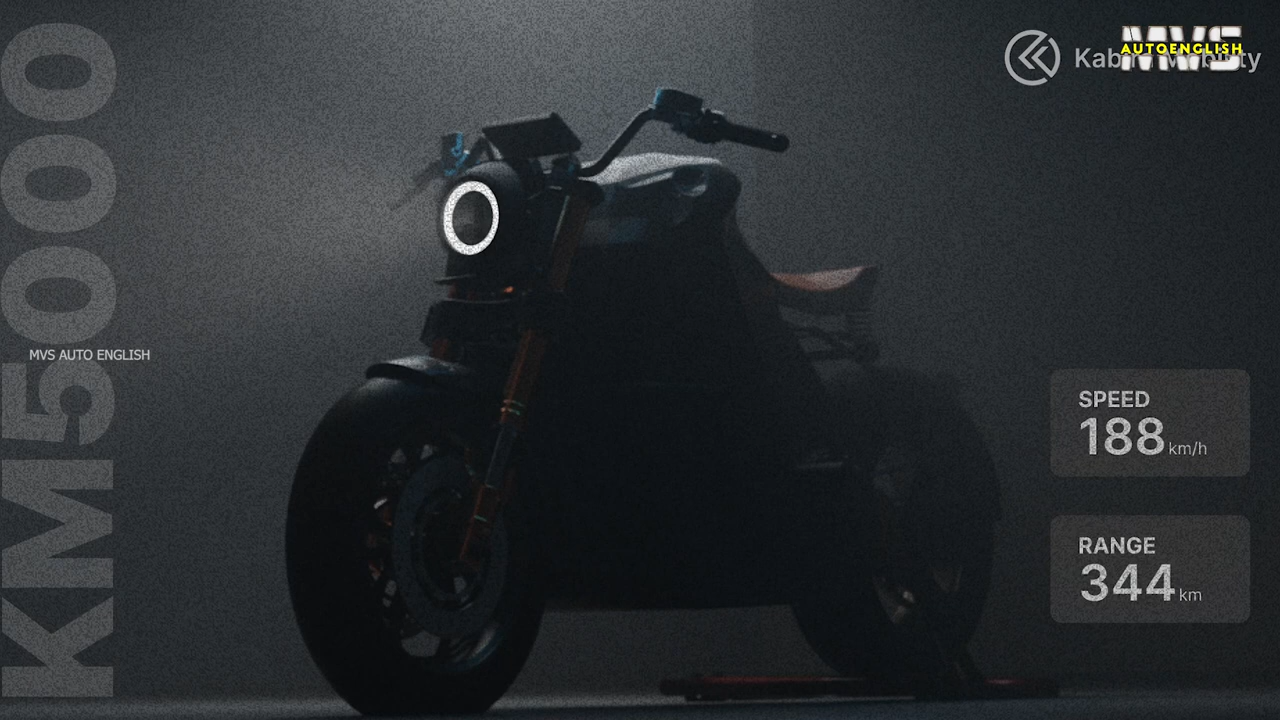 KM5000
MVS AUTO ENGLISH
MVS
AUTOENGLISH
SPEED
188 km/h
RANGE
344 km